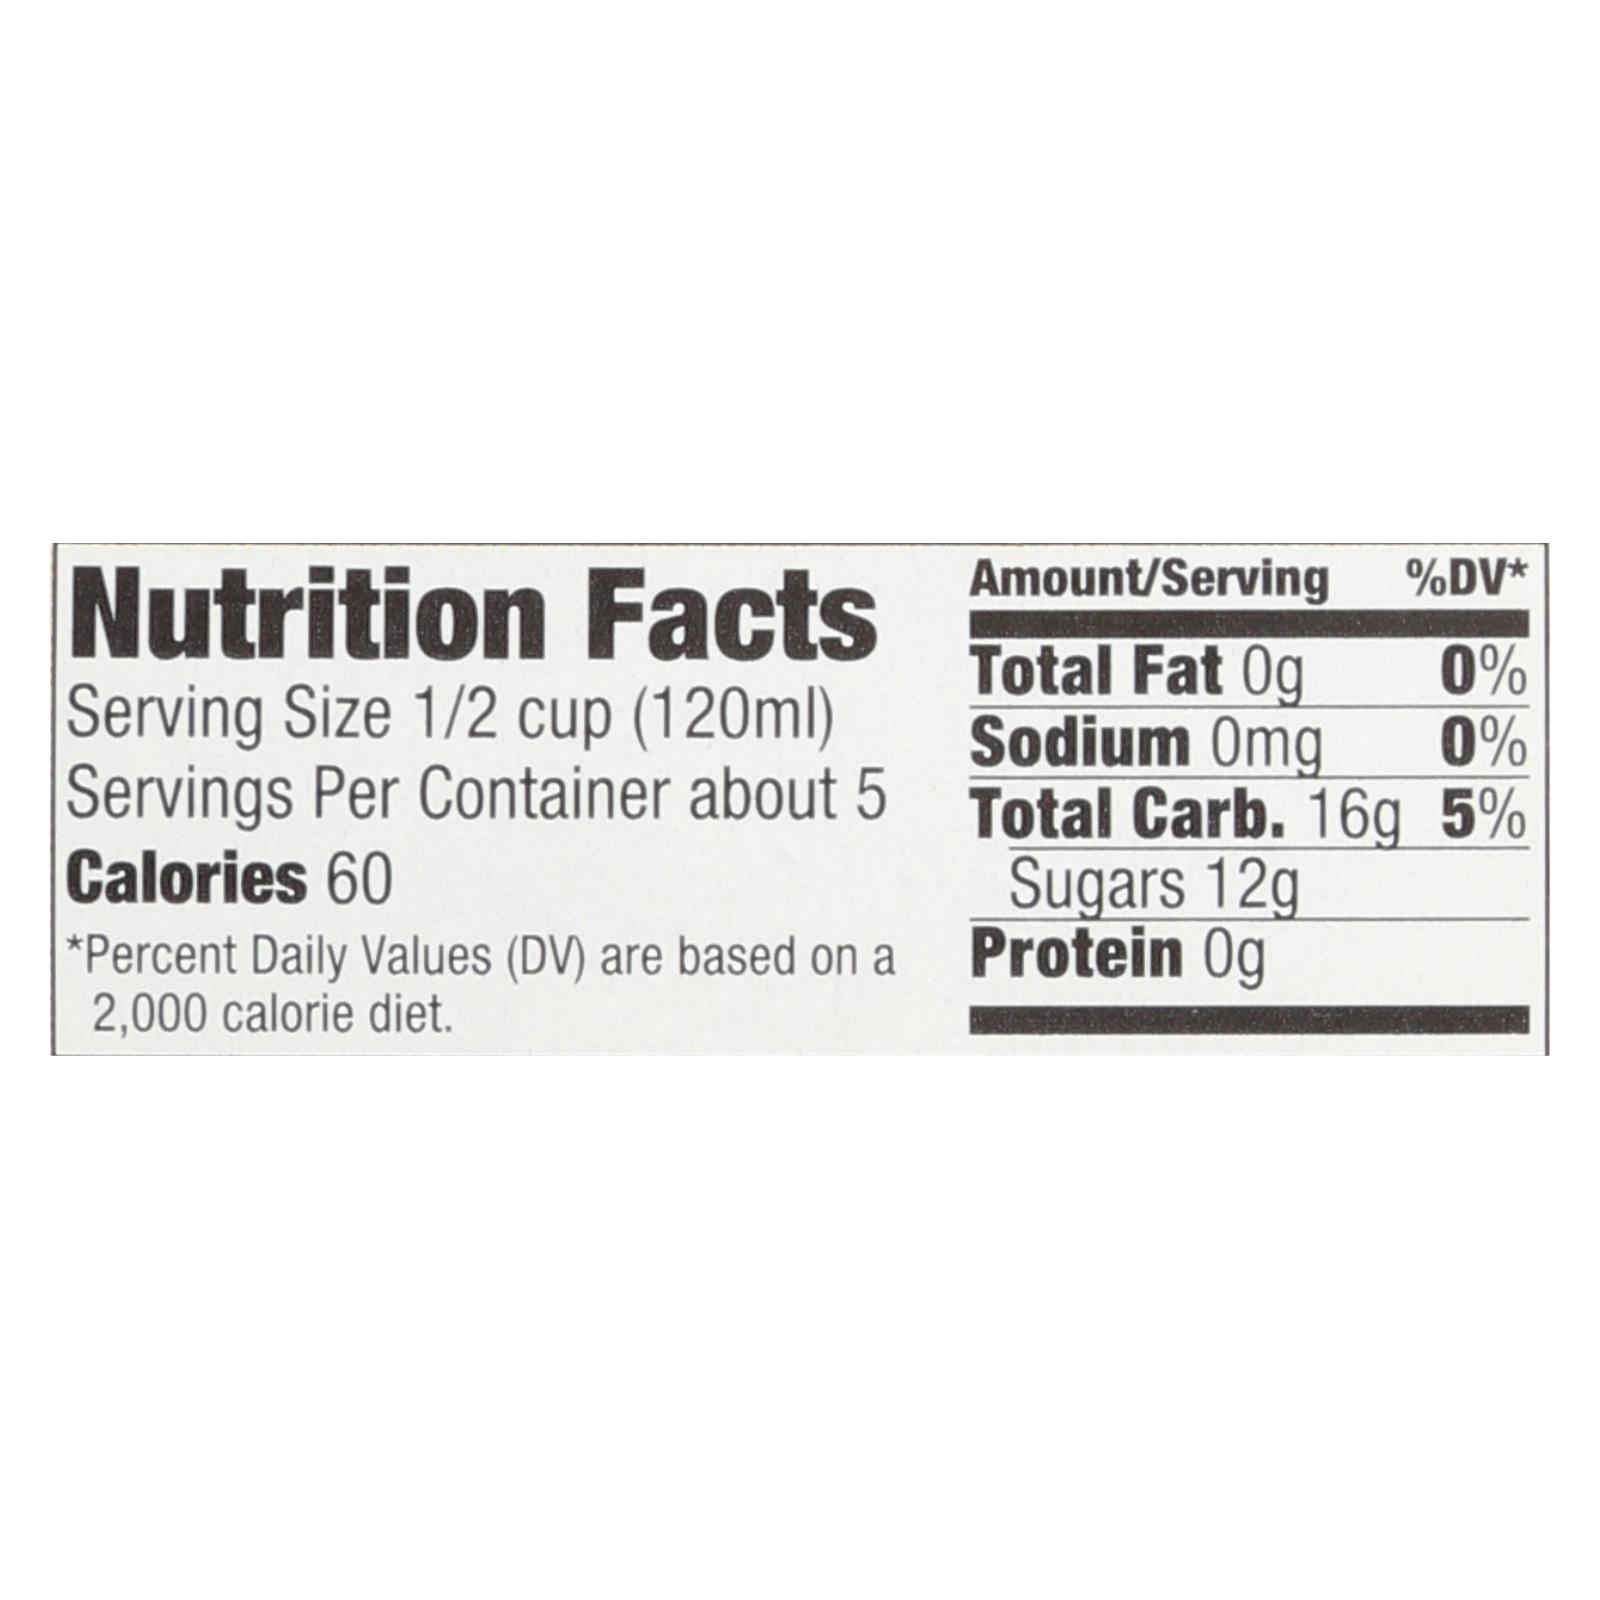 Nutrition Facts
Serving Size 1/2 cup (120ml)
Servings Per Container about 5
Calories 60
*Percent Daily Values (DV) are based on a
2,000 calorie diet.
Amount/Serving %DV*
Total Fat 0g 0%
Sodium 0mg 0%
Total Carb. 16g 5%
Sugars 12g
Protein 0g